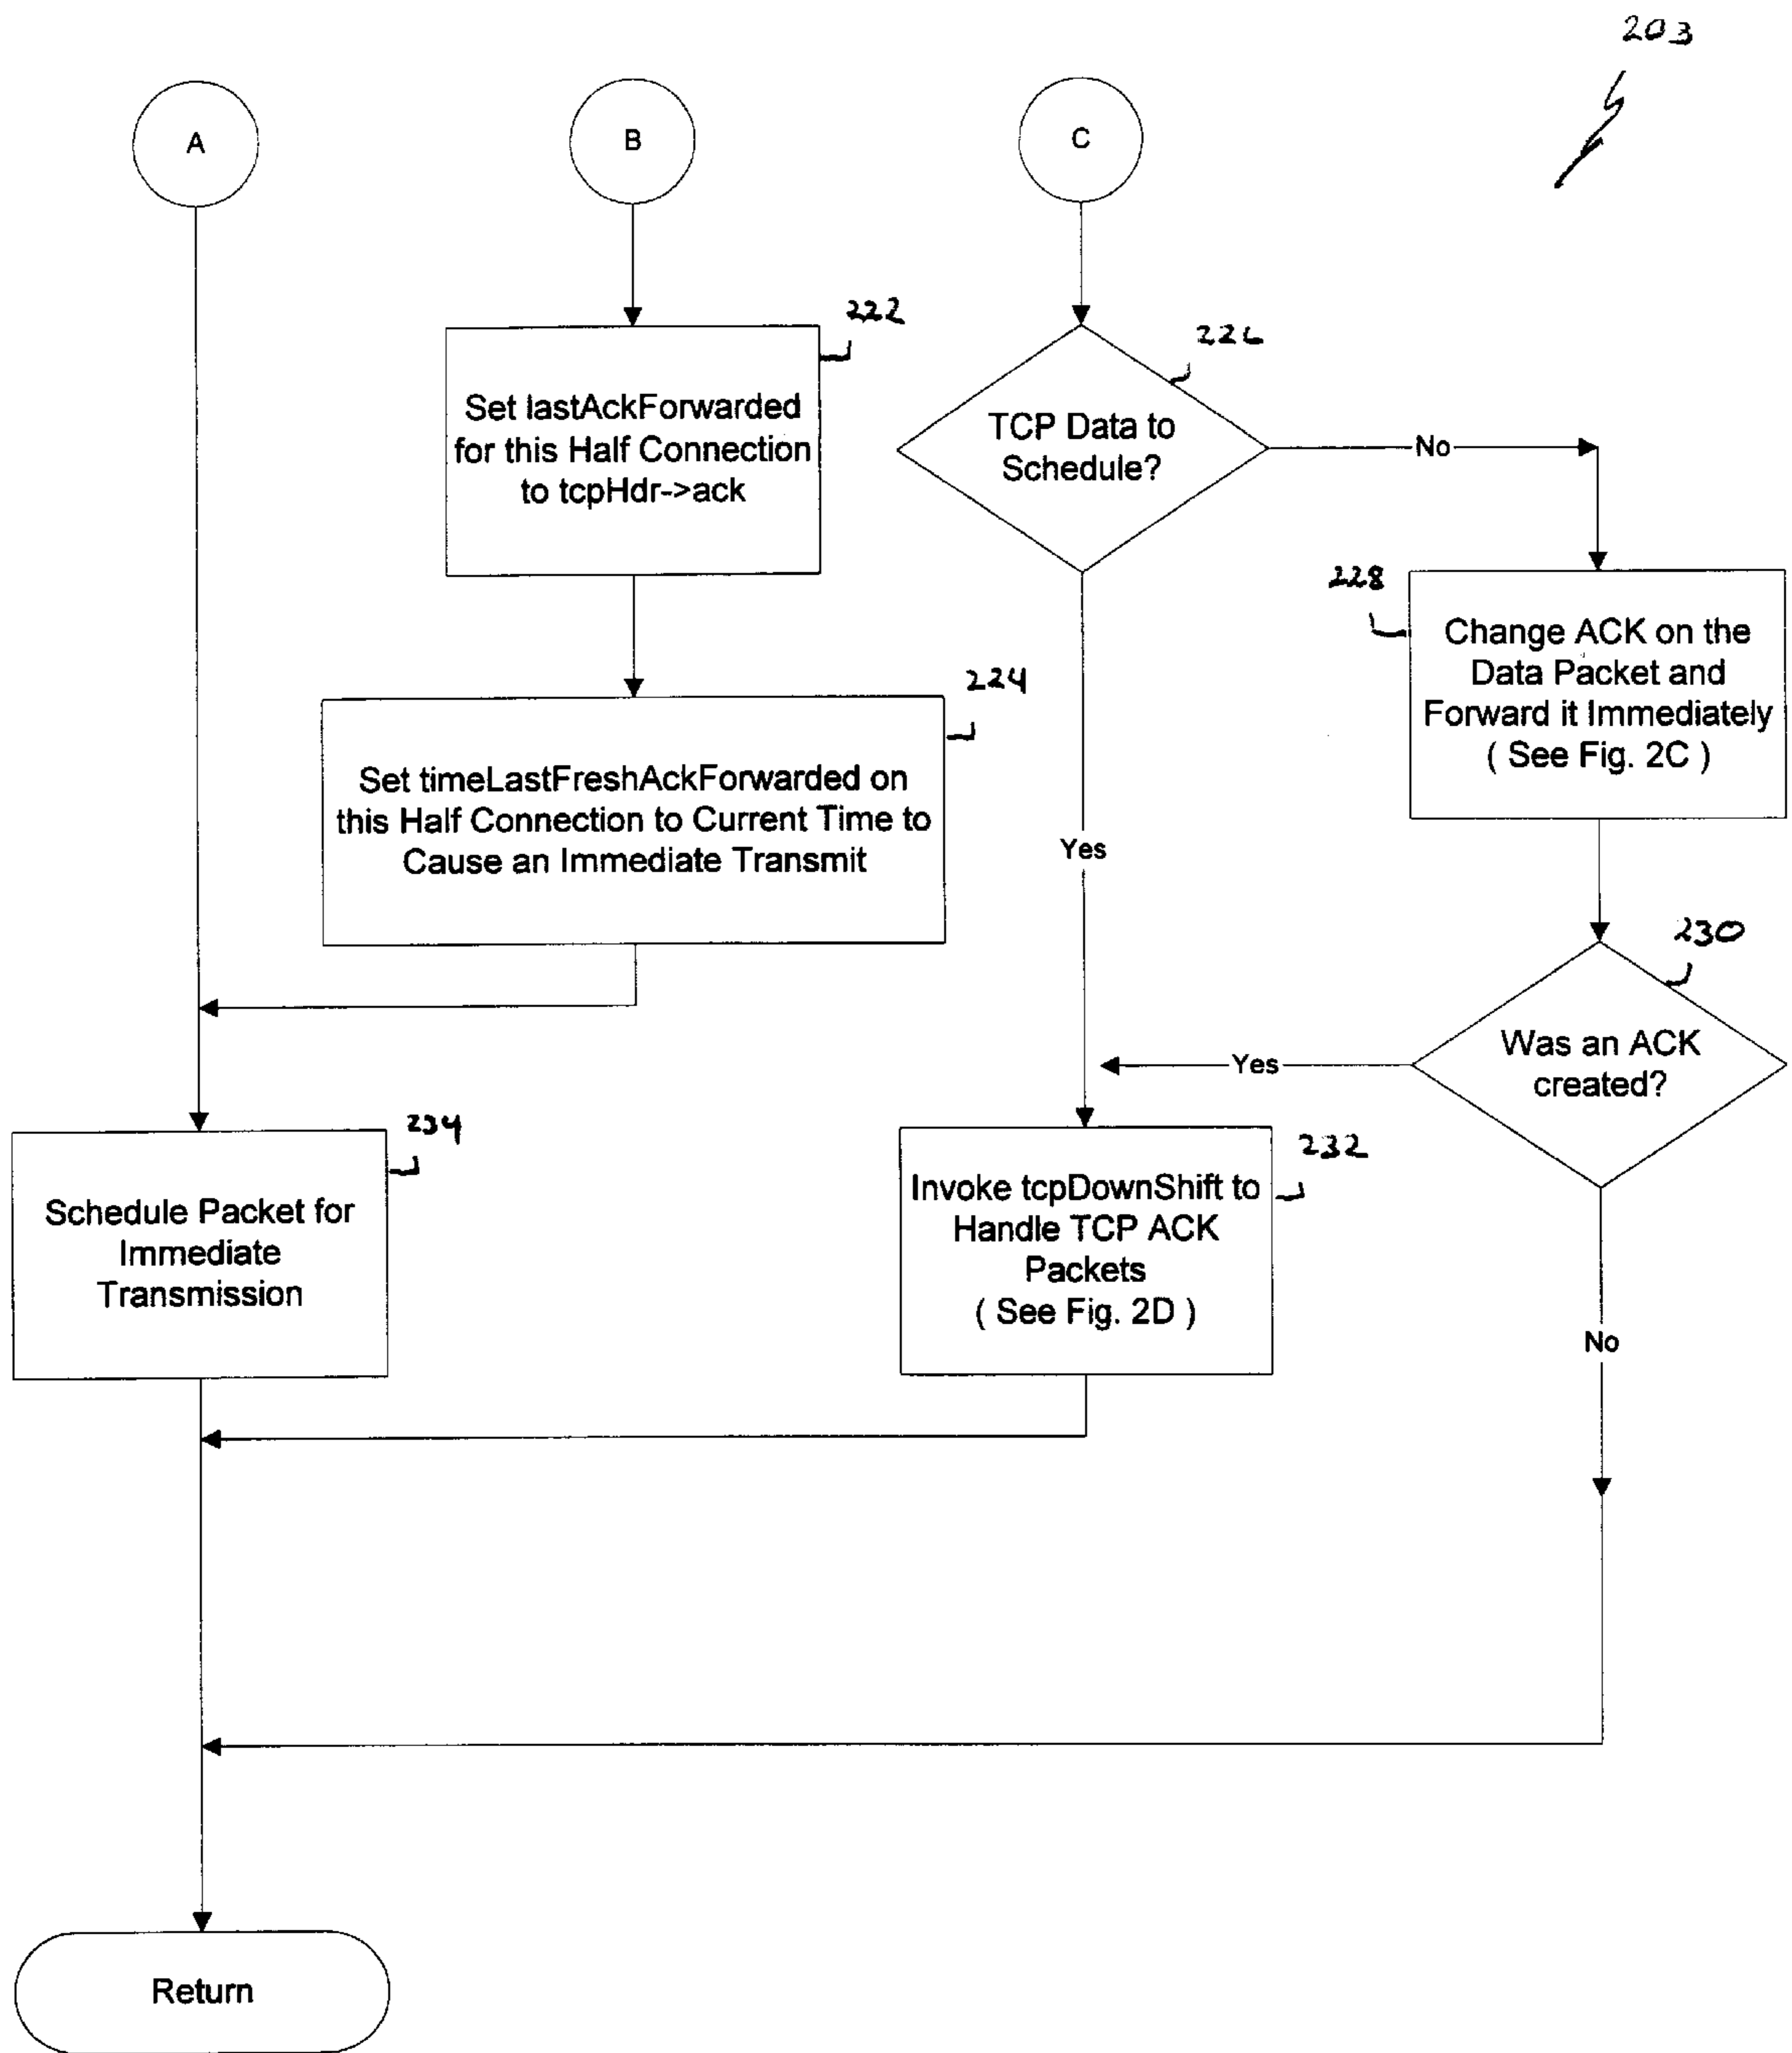 203
A
B
C
222
Set lastAckForwarded
for this Half Connection
to tcpHdr->ack
226
TCP Data to
Schedule?
No
228
Change ACK on the
Data Packet and
Forward it Immediately
( See Fig. 2C )
224
Set timeLastFreshAckForwarded on
this Half Connection to Current Time to
Cause an Immediate Transmit
Yes
230
Was an ACK
created?
Yes
234
Schedule Packet for
Immediate
Transmission
232
Invoke tcpDownShift to
Handle TCP ACK
Packets
( See Fig. 2D )
No
Return